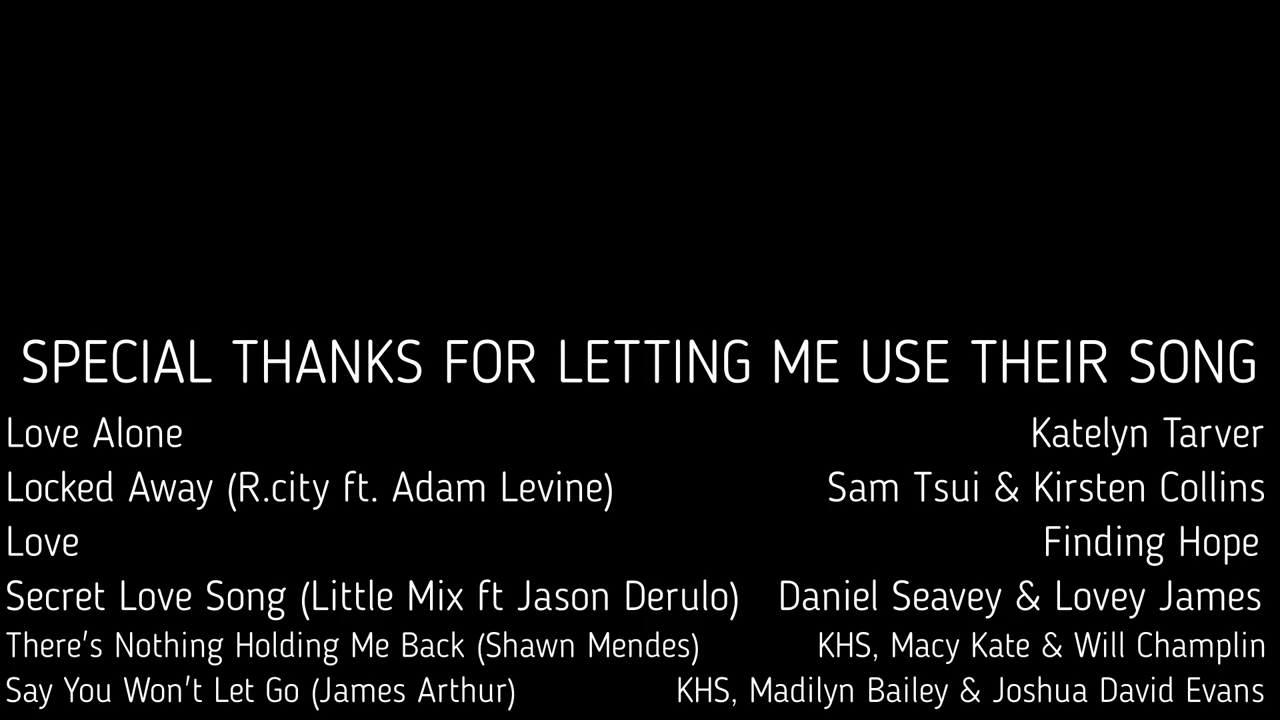 SPECIAL THANKS FOR LETTING ME USE THEIR SONG
Love Alone Katelyn Tarver
Locked Away (R.city ft. Adam Levine) Sam Tsui & Kirsten Collins
Love Finding Hope
Secret Love Song (Little Mix ft Jason Derulo) Daniel Seavey & Lovey James
There's Nothing Holding Me Back (Shawn Mendes) KHS, Macy Kate & Will Champlin
Say You Won't Let Go (James Arthur) KHS, Madilyn Bailey & Joshua David Evans